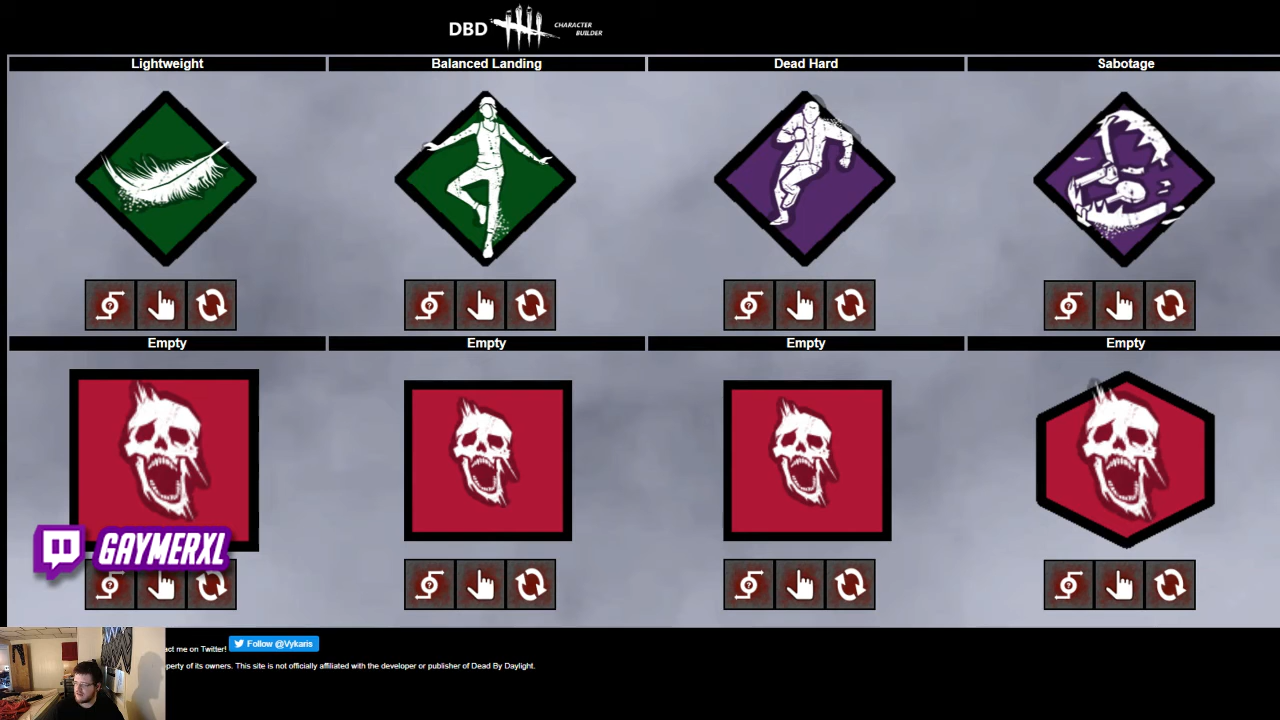 DBD
CHARACTER
BUILDER
Lightweight
Balanced Landing
Dead Hard
Sabotage
Empty
Empty
Empty
Empty
GAYMERXL
act me on Twitter! Follow @Vykaris
perty of its owners. This site is not officially affiliated with the developer or publisher of Dead By Daylight.